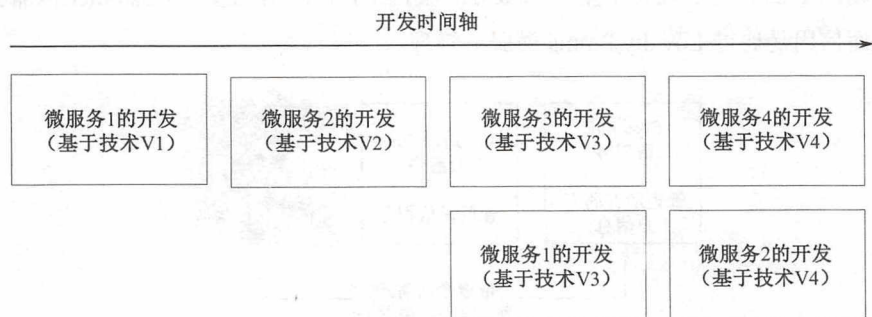 开发时间轴
微服务1的开发
（基于技术V1）
微服务2的开发
（基于技术V2）
微服务3的开发
（基于技术V3）
微服务4的开发
（基于技术V4）
微服务1的开发
（基于技术V3）
微服务2的开发
（基于技术V4）